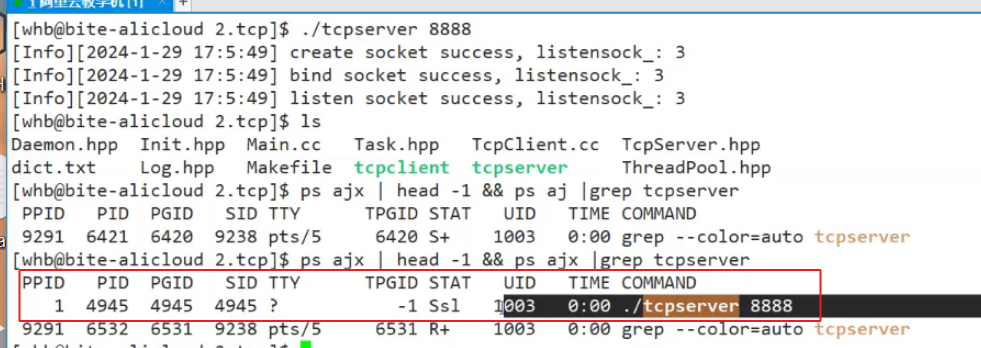 1 阿里云教学机 [1] × +
[whb@bite-alicloud 2.tcp]$ ./tcpserver 8888
[Info][2024-1-29 17:5:49] create socket success, listensock_: 3
[Info][2024-1-29 17:5:49] bind socket success, listensock_: 3
[Info][2024-1-29 17:5:49] listen socket success, listensock_: 3
[whb@bite-alicloud 2.tcp]$ ls
Daemon.hpp Init.hpp Main.cc Task.hpp TcpClient.cc TcpServer.hpp
dict.txt Log.hpp Makefile tcpclient tcpserver ThreadPool.hpp
[whb@bite-alicloud 2.tcp]$ ps ajx | head -1 && ps aj |grep tcpserver
PPID PID PGID SID TTY TPGID STAT UID TIME COMMAND
9291 6421 6420 9238 pts/5 6420 S+ 1003 0:00 grep --color=auto tcpserver
[whb@bite-alicloud 2.tcp]$ ps ajx | head -1 && ps ajx |grep tcpserver
PPID PID PGID SID TTY TPGID STAT UID TIME COMMAND
1 4945 4945 4945 ? -1 Ssl 1003 0:00 ./tcpserver 8888
9291 6532 6531 9238 pts/5 6531 R+ 1003 0:00 grep --color=auto tcpserver
[whb@bite-alicloud 2.tcp]$